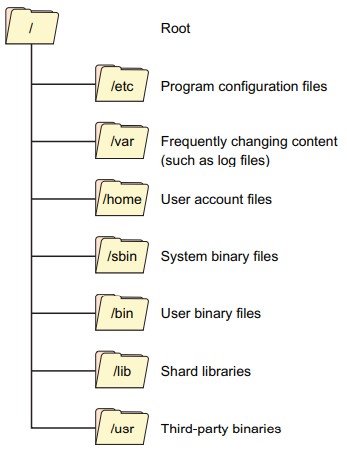 / Root
/etc Program configuration files
/var Frequently changing content
(such as log files)
/home User account files
/sbin System binary files
/bin User binary files
/lib Shard libraries
/usr Third-party binaries